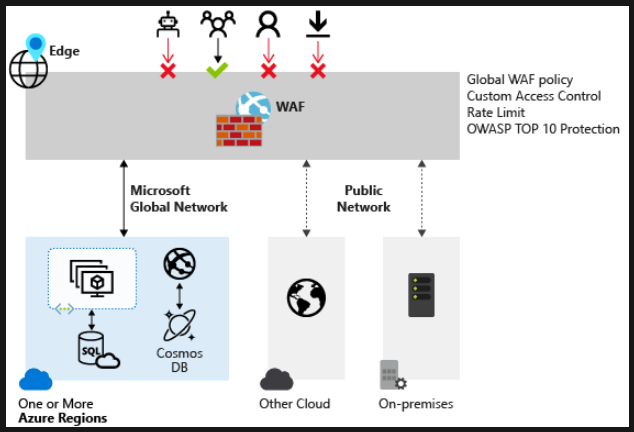 Edge
WAF
Global WAF policy
Custom Access Control
Rate Limit
OWASP TOP 10 Protection
Microsoft
Global Network
Public
Network
SQL
Cosmos
DB
One or More
Azure Regions
Other Cloud
On-premises